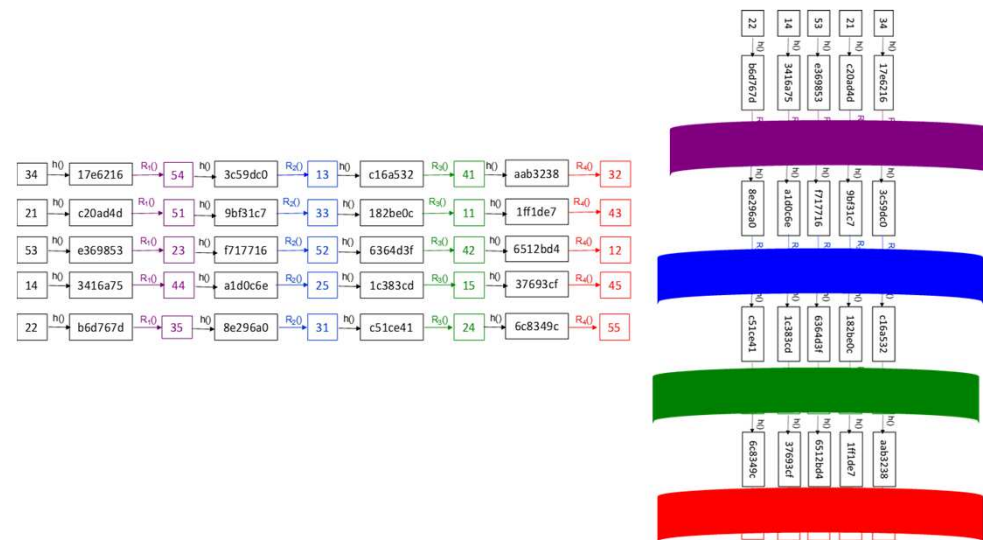 34 h() 17e6216 R₁() 54 h() 3c59dc0 R₂() 13 h() c16a532 R₃() 41 h() aab3238 R₄() 32
21 h() c20ad4d R₁() 51 h() 9bf31c7 R₂() 33 h() 182be0c R₃() 11 h() 1ff1de7 R₄() 43
53 h() e369853 R₁() 23 h() f717716 R₂() 52 h() 6364d3f R₃() 42 h() 6512bd4 R₄() 12
14 h() 3416a75 R₁() 44 h() a1d0c6e R₂() 25 h() 1c383cd R₃() 15 h() 37693cf R₄() 45
22 h() b6d767d R₁() 35 h() 8e296a0 R₂() 31 h() c51ce41 R₃() 24 h() 6c8349c R₄() 55
22 14 53 21 34
h() h() h() h() h()
b6d767d 3416a75 e369853 c20ad4d 17e6216
h() h() h() h() h()
8e296a0 a1d0c6e f717716 9bf31c7 3c59dc0
h() h() h() h() h()
c51ce41 1c383cd 6364d3f 182be0c c16a532
h() h() h() h() h()
6c8349c 37693cf 6512bd4 1ff1de7 aab3238